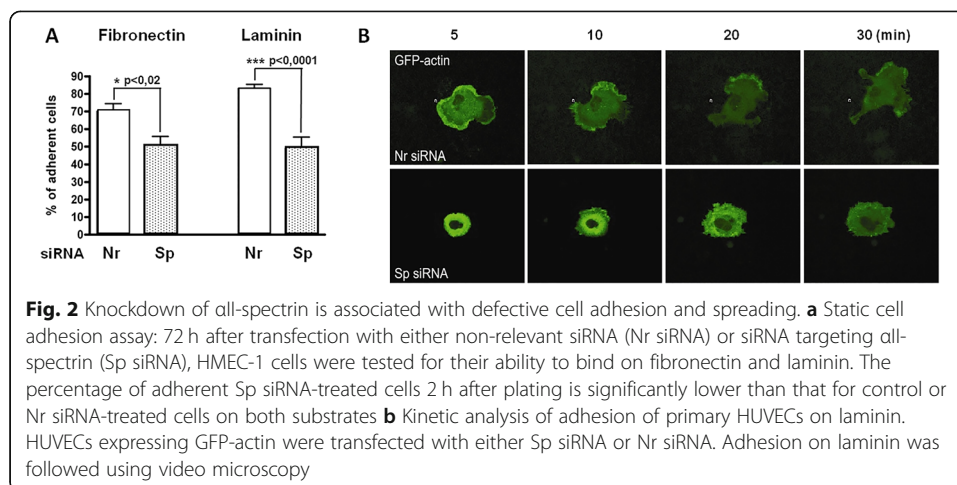 A
Fibronectin Laminin
* p<0,02
*** p<0,0001
% of adherent cells
90
80
70
60
50
40
30
20
10
0
siRNA Nr Sp Nr Sp
B
5 10 20 30 (min)
GFP-actin
Nr siRNA
Sp siRNA
Fig. 2 Knockdown of αII-spectrin is associated with defective cell adhesion and spreading. a Static cell
adhesion assay: 72 h after transfection with either non-relevant siRNA (Nr siRNA) or siRNA targeting αII-
spectrin (Sp siRNA), HMEC-1 cells were tested for their ability to bind on fibronectin and laminin. The
percentage of adherent Sp siRNA-treated cells 2 h after plating is significantly lower than that for control or
Nr siRNA-treated cells on both substrates b Kinetic analysis of adhesion of primary HUVECs on laminin.
HUVECs expressing GFP-actin were transfected with either Sp siRNA or Nr siRNA. Adhesion on laminin was
followed using video microscopy